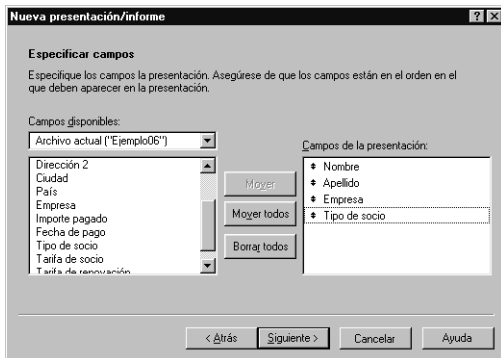 Nueva presentación/informe
Especificar campos
Especifique los campos la presentación. Asegúrese de que los campos están en el orden en el
que deben aparecer en la presentación.
Campos disponibles:
Archivo actual ("Ejemplo06")
Dirección 2
Ciudad
País
Empresa
Importe pagado
Fecha de pago
Tipo de socio
Tarifa de socio
Tarifa de renovación
Mover
Mover todos
Borrar todos
Campos de la presentación:
Nombre
Apellido
Empresa
Tipo de socio
< Atrás
Siguiente >
Cancelar
Ayuda